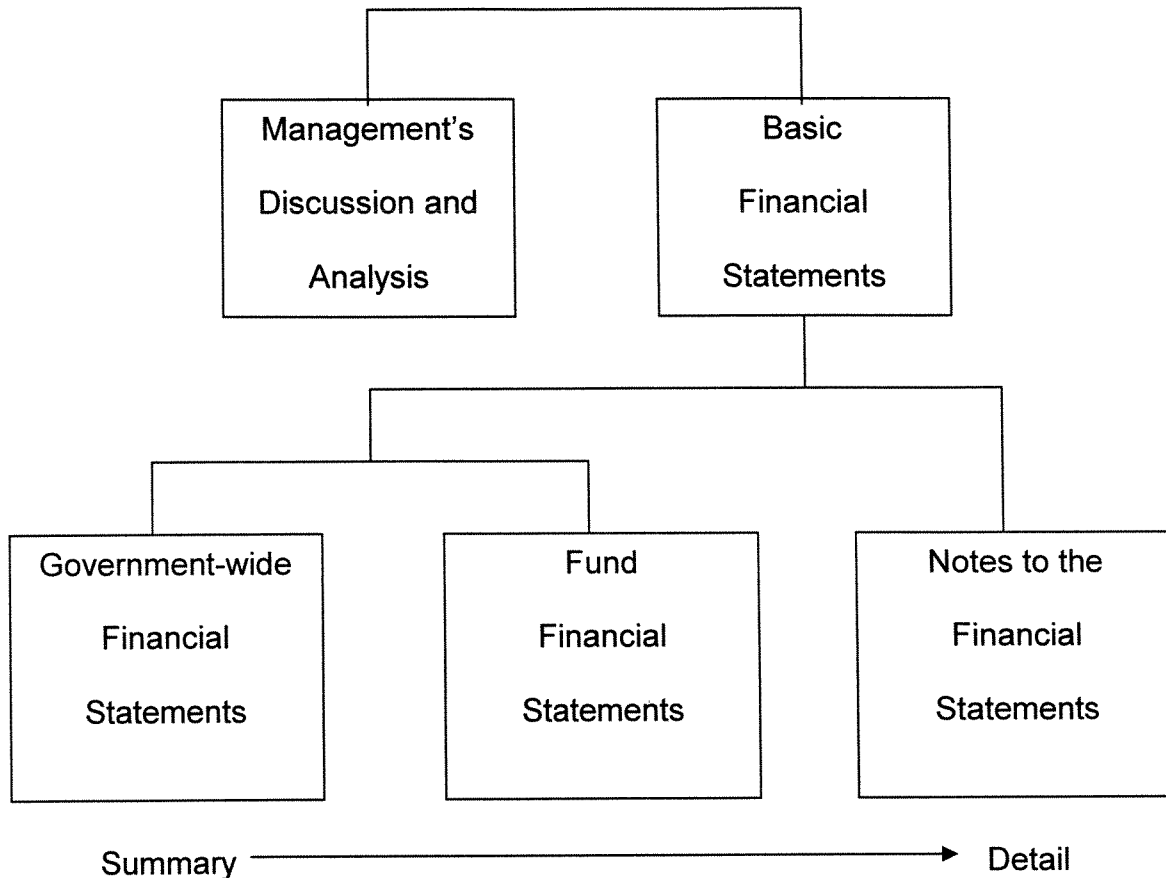 Management's
Discussion and
Analysis
Basic
Financial
Statements
Government-wide
Financial
Statements
Fund
Financial
Statements
Notes to the
Financial
Statements
Summary
Detail